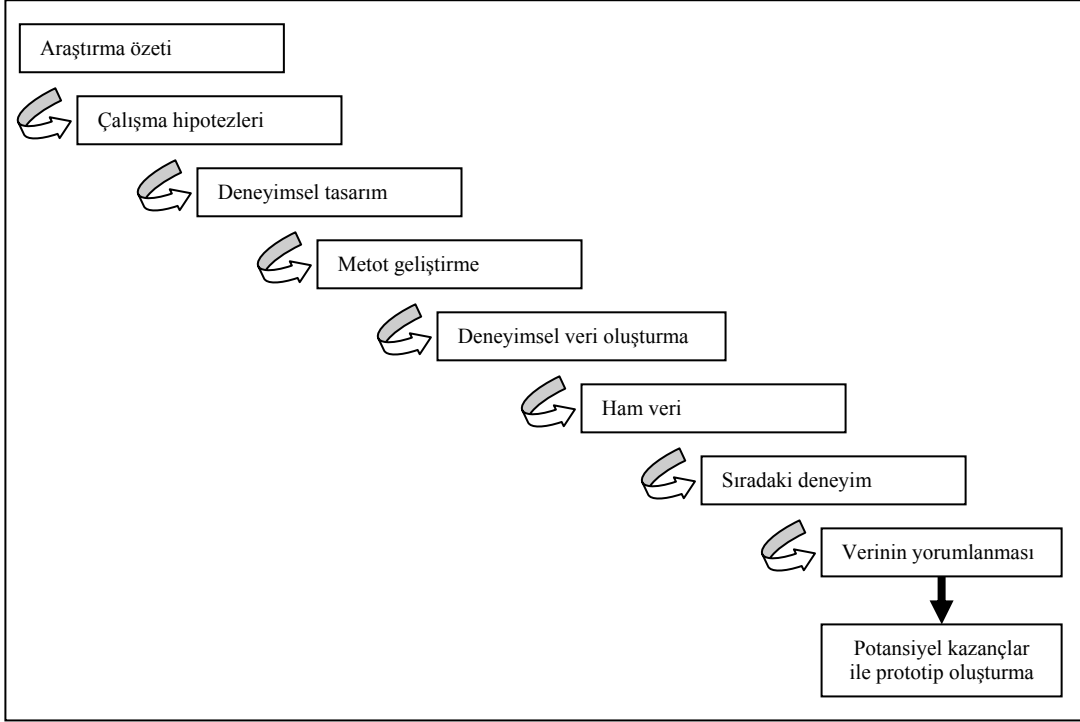 Araştırma özeti
Çalışma hipotezleri
Deneyimsel tasarım
Metot geliştirme
Deneyimsel veri oluşturma
Ham veri
Sıradaki deneyim
Verinin yorumlanması
Potansiyel kazançlar
ile prototip oluşturma